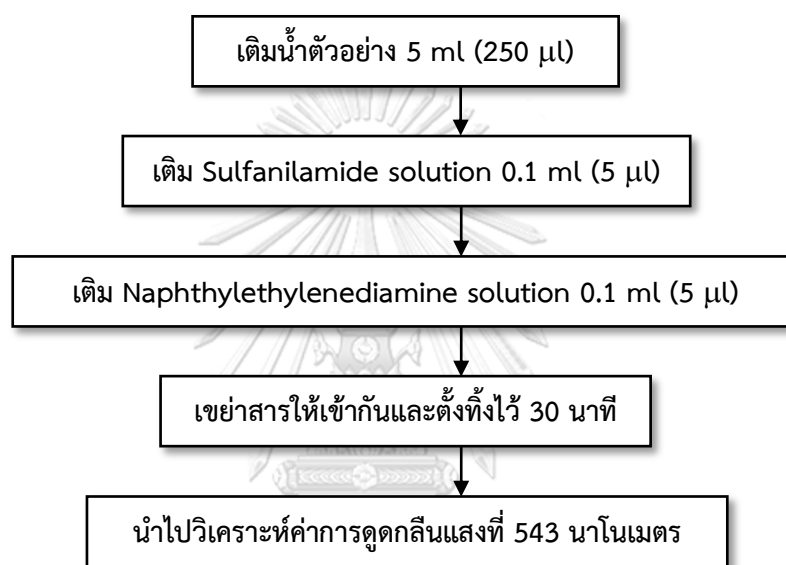 เติมน้ำตัวอย่าง 5 ml (250 µl)
เติม Sulfanilamide solution 0.1 ml (5 µl)
เติม Naphthylethylenediamine solution 0.1 ml (5 µl)
เขย่าสารให้เข้ากันและตั้งทิ้งไว้ 30 นาที
นำไปวิเคราะห์ค่าการดูดกลืนแสงที่ 543 นาโนเมตร